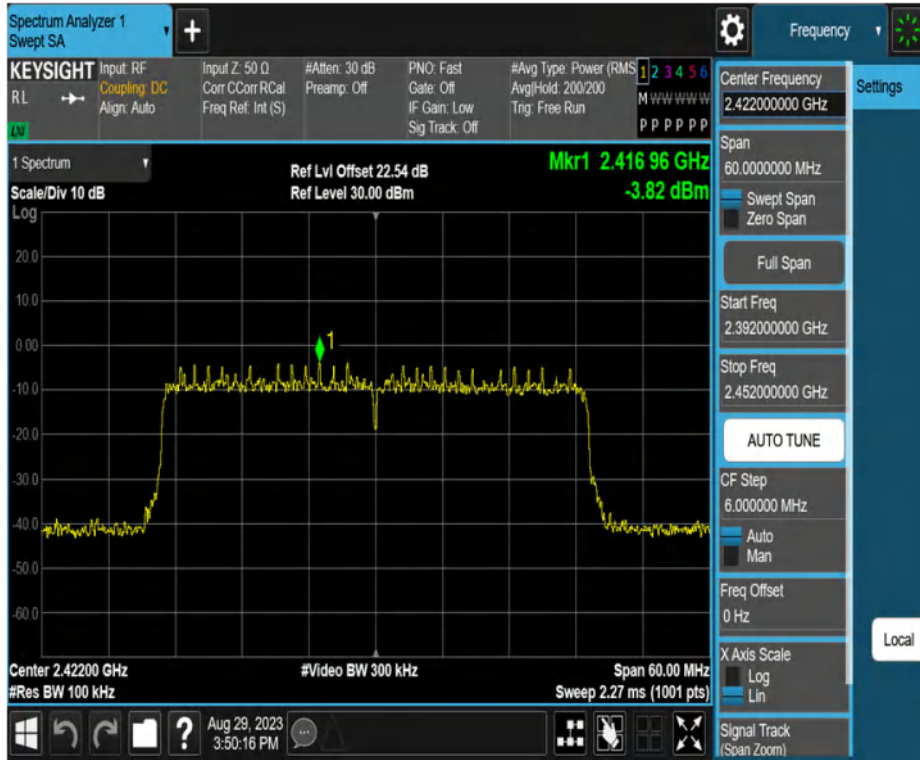 Spectrum Analyzer 1
Swept SA
Frequency
KEYSIGHT
RL
LXI
Input: RF
Coupling: DC
Align: Auto
Input Z: 50 Ω
Corr CCorr RCal
Freq Ref: Int (S)
#Atten: 30 dB
Preamp: Off
PNO: Fast
Gate: Off
IF Gain: Low
Sig Track: Off
#Avg Type: Power (RMS
Avg|Hold: 200/200
Trig: Free Run
1 2 3 4 5 6
M W W W W W
P P P P P P
1 Spectrum
Scale/Div 10 dB
Log
Ref Lvl Offset 22.54 dB
Ref Level 30.00 dBm
Mkr1 2.416 96 GHz
-3.82 dBm
20.0
10.0
0.00
-10.0
-20.0
-30.0
-40.0
-50.0
-60.0
1
Center 2.42200 GHz
#Res BW 100 kHz
#Video BW 300 kHz
Span 60.00 MHz
Sweep 2.27 ms (1001 pts)
Aug 29, 2023
3:50:16 PM
?
Center Frequency
2.422000000 GHz
Span
60.0000000 MHz
Swept Span
Zero Span
Full Span
Start Freq
2.392000000 GHz
Stop Freq
2.452000000 GHz
AUTO TUNE
CF Step
6.000000 MHz
Auto
Man
Freq Offset
0 Hz
X Axis Scale
Log
Lin
Signal Track
(Span Zoom)
Settings
Local